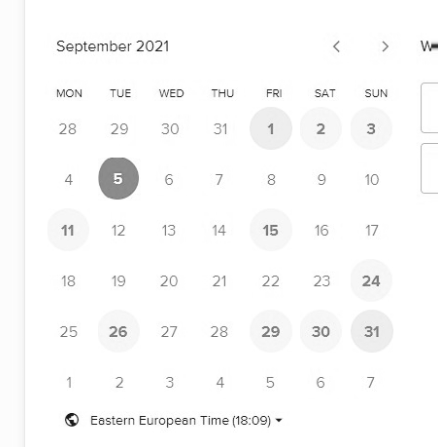 September 2021 < >
MON TUE WED THU FRI SAT SUN
28 29 30 31 1 2 3
4 5 6 7 8 9 10
11 12 13 14 15 16 17
18 19 20 21 22 23 24
25 26 27 28 29 30 31
1 2 3 4 5 6 7
Eastern European Time (18:09)